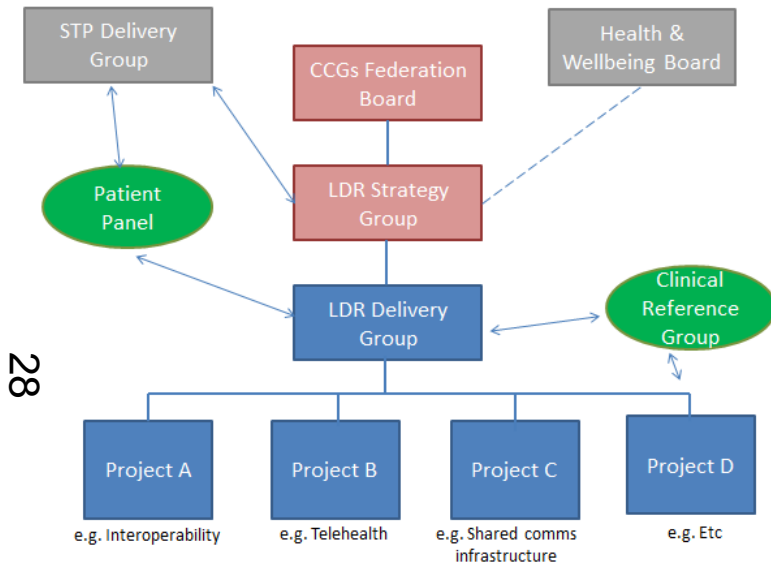 STP Delivery
Group
CCGs Federation
Board
Health &
Wellbeing Board
Patient
Panel
LDR Strategy
Group
LDR Delivery
Group
Clinical
Reference
Group
28
Project A
Project B
Project C
Project D
e.g. Interoperability
e.g. Telehealth
e.g. Shared comms
infrastructure
e.g. Etc